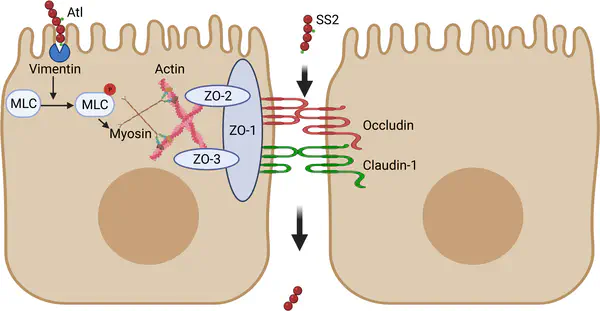 Atl
SS2
Vimentin
Actin
MLC
MLC
P
Myosin
ZO-2
ZO-1
ZO-3
Occludin
Claudin-1